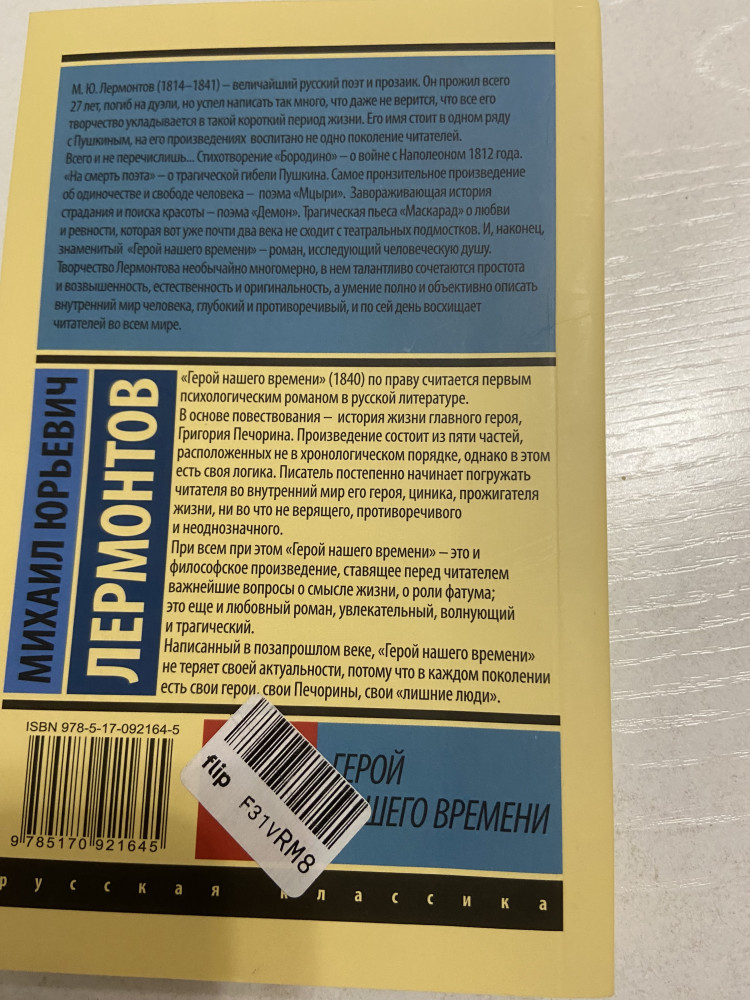 М. Ю. Лермонтов (1814–1841) – величайший русский поэт и прозаик. Он прожил всего
27 лет, погиб на дуэли, но успел написать так много, что даже не верится, что все его
творчество укладывается в такой короткий период жизни. Его имя стоит в одном ряду
с Пушкиным, на его произведениях воспитано не одно поколение читателей.
Всего и не перечислишь... Стихотворение «Бородино» – о войне с Наполеоном 1812 года.
«На смерть поэта» – о трагической гибели Пушкина. Самое пронзительное произведение
об одиночестве и свободе человека – поэма «Мцыри». Завораживающая история
страдания и поиска красоты – поэма «Демон». Трагическая пьеса «Маскарад» о любви
и ревности, которая вот уже почти два века не сходит с театральных подмостков. И, наконец,
знаменитый «Герой нашего времени» – роман, исследующий человеческую душу.
Творчество Лермонтова необычайно многомерно, в нем талантливо сочетаются простота
и возвышенность, естественность и оригинальность, а умение полно и объективно описать
внутренний мир человека, глубокий и противоречивый, и по сей день восхищает
читателей во всем мире.
МИХАИЛ ЮРЬЕВИЧ
ЛЕРМОНТОВ
«Герой нашего времени» (1840) по праву считается первым
психологическим романом в русской литературе.
В основе повествования – история жизни главного героя,
Григория Печорина. Произведение состоит из пяти частей,
расположенных не в хронологическом порядке, однако в этом
есть своя логика. Писатель постепенно начинает погружать
читателя во внутренний мир его героя, циника, прожигателя
жизни, ни во что не верящего, противоречивого
и неоднозначного.
При всем при этом «Герой нашего времени» – это и
философское произведение, ставящее перед читателем
важнейшие вопросы о смысле жизни, о роли фатума;
это еще и любовный роман, увлекательный, волнующий
и трагический.
Написанный в позапрошлом веке, «Герой нашего времени»
не теряет своей актуальности, потому что в каждом поколении
есть свои герои, свои Печорины, свои «лишние люди».
ISBN 978-5-17-092164-5
9 785170 921645
flip
F31VRM8
ГЕРОЙ
ШЕГО ВРЕМЕНИ
русская классика